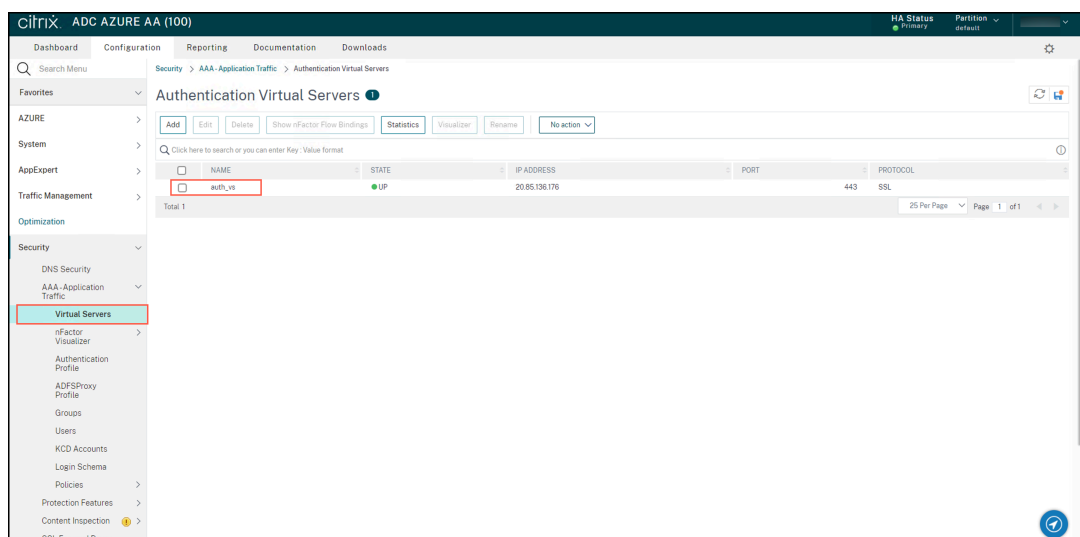 citrix. ADC AZURE AA (100)
HA Status
Primary
Partition
default
Dashboard Configuration Reporting Documentation Downloads
Search Menu
Favorites
AZURE
System
AppExpert
Traffic Management
Optimization
Security
DNS Security
AAA - Application
Traffic
Virtual Servers
nFactor
Visualizer
Authentication
Profile
ADFSProxy
Profile
Groups
Users
KCD Accounts
Login Schema
Policies
Protection Features
Content Inspection
Security > AAA - Application Traffic > Authentication Virtual Servers
Authentication Virtual Servers 1
Add Edit Delete Show nFactor Flow Bindings Statistics Visualizer Rename No action
Click here to search or you can enter Key : Value format
NAME STATE IP ADDRESS PORT PROTOCOL
auth_vs UP 20.85.136.176 443 SSL
Total 1 25 Per Page Page 1 of 1